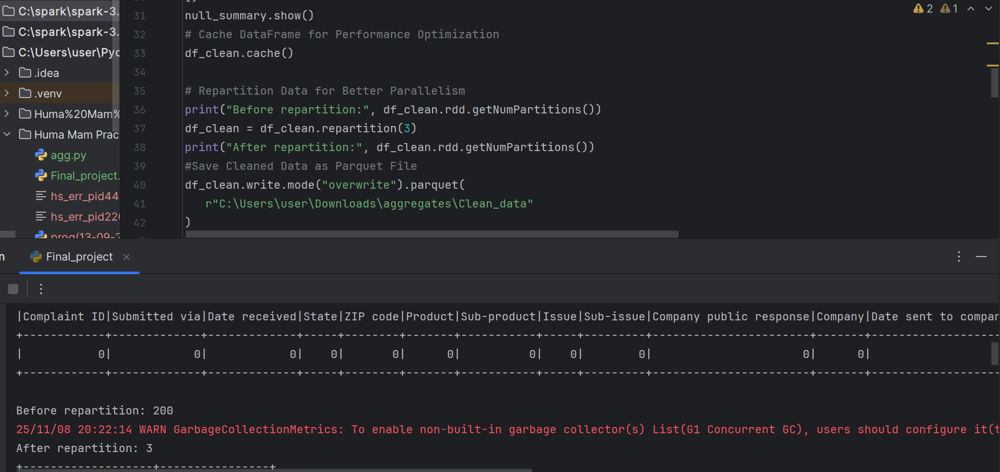 C:\spark\spark-3.
C:\spark\spark-3.
C:\Users\user\Pyc
.idea
.venv
Huma%20Mam%
Huma Mam Prac
agg.py
Final_project.
hs_err_pid44
hs_err_pid220
prog(13-09-2
2 1
31 null_summary.show()
32 # Cache DataFrame for Performance Optimization
33 df_clean.cache()
34
35 # Repartition Data for Better Parallelism
36 print("Before repartition:", df_clean.rdd.getNumPartitions())
37 df_clean = df_clean.repartition(3)
38 print("After repartition:", df_clean.rdd.getNumPartitions())
39 #Save Cleaned Data as Parquet File
40 df_clean.write.mode("overwrite").parquet(
41 r"C:\Users\user\Downloads\aggregates\Clean_data"
42 )
n Final_project
|Complaint ID|Submitted via|Date received|State|ZIP code|Product|Sub-product|Issue|Sub-issue|Company public response|Company|Date sent to compan
+------------+-------------+-------------+-----+--------+-------+-----------+-----+---------+-----------------------+-------+-------------------
|           0|            0|            0|    0|       0|      0|          0|    0|        0|                      0|      0|
+------------+-------------+-------------+-----+--------+-------+-----------+-----+---------+-----------------------+-------+-------------------
Before repartition: 200
25/11/08 20:22:14 WARN GarbageCollectionMetrics: To enable non-built-in garbage collector(s) List(G1 Concurrent GC), users should configure it(t
After repartition: 3
+--------------------+----------------+